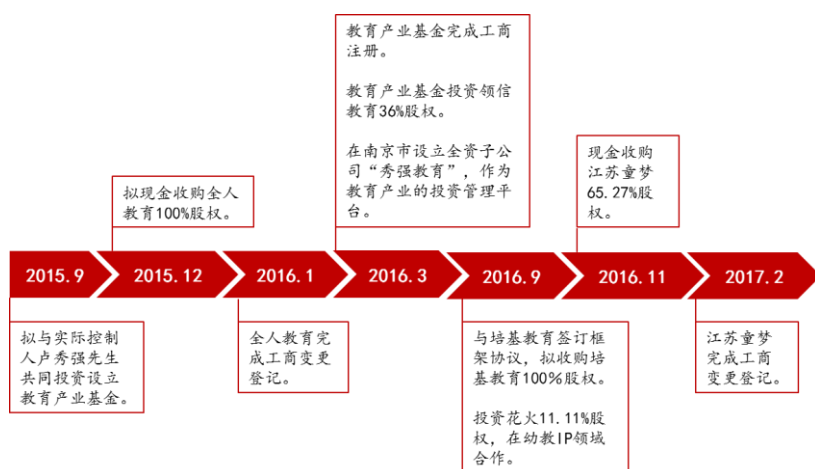 教育产业基金完成工商
注册。
教育产业基金投资领信
教育36%股权。
在南京市设立全资子公
司“秀强教育”，作为
教育产业的投资管理平
台。
现金收购
江苏童梦
65.27%股
权。
拟现金收购全人
教育100%股权。
2015.9
2015.12
2016.1
2016.3
2016.9
2016.11
2017.2
拟与实际控制
人卢秀强先生
共同投资设立
教育产业基金。
全人教育完
成工商变更
登记。
与培基教育签订框
架协议，拟收购培
基教育100%股权。
投资花火11.11%股
权，在幼教IP领域
合作。
江苏童梦
完成工商
变更登记。